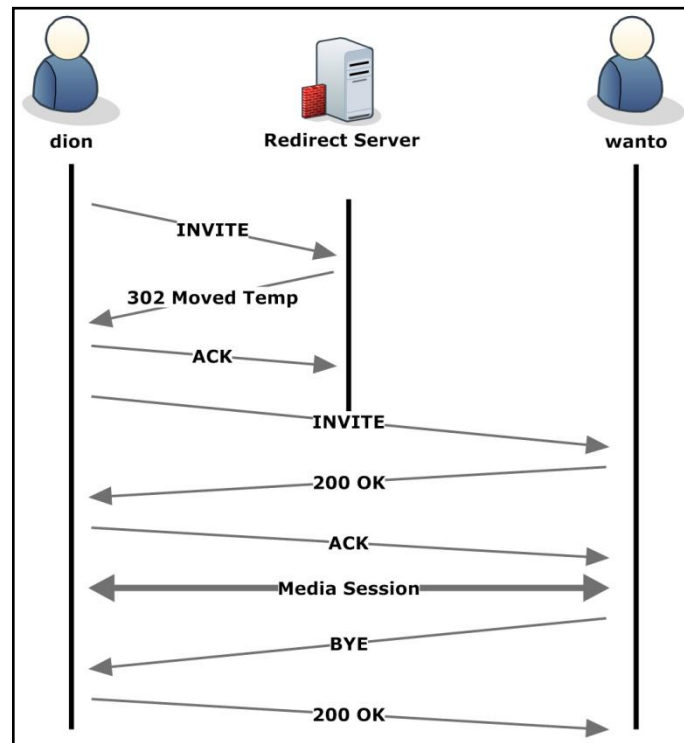 dion
Redirect Server
wanto
INVITE
302 Moved Temp
ACK
INVITE
200 OK
ACK
Media Session
BYE
200 OK